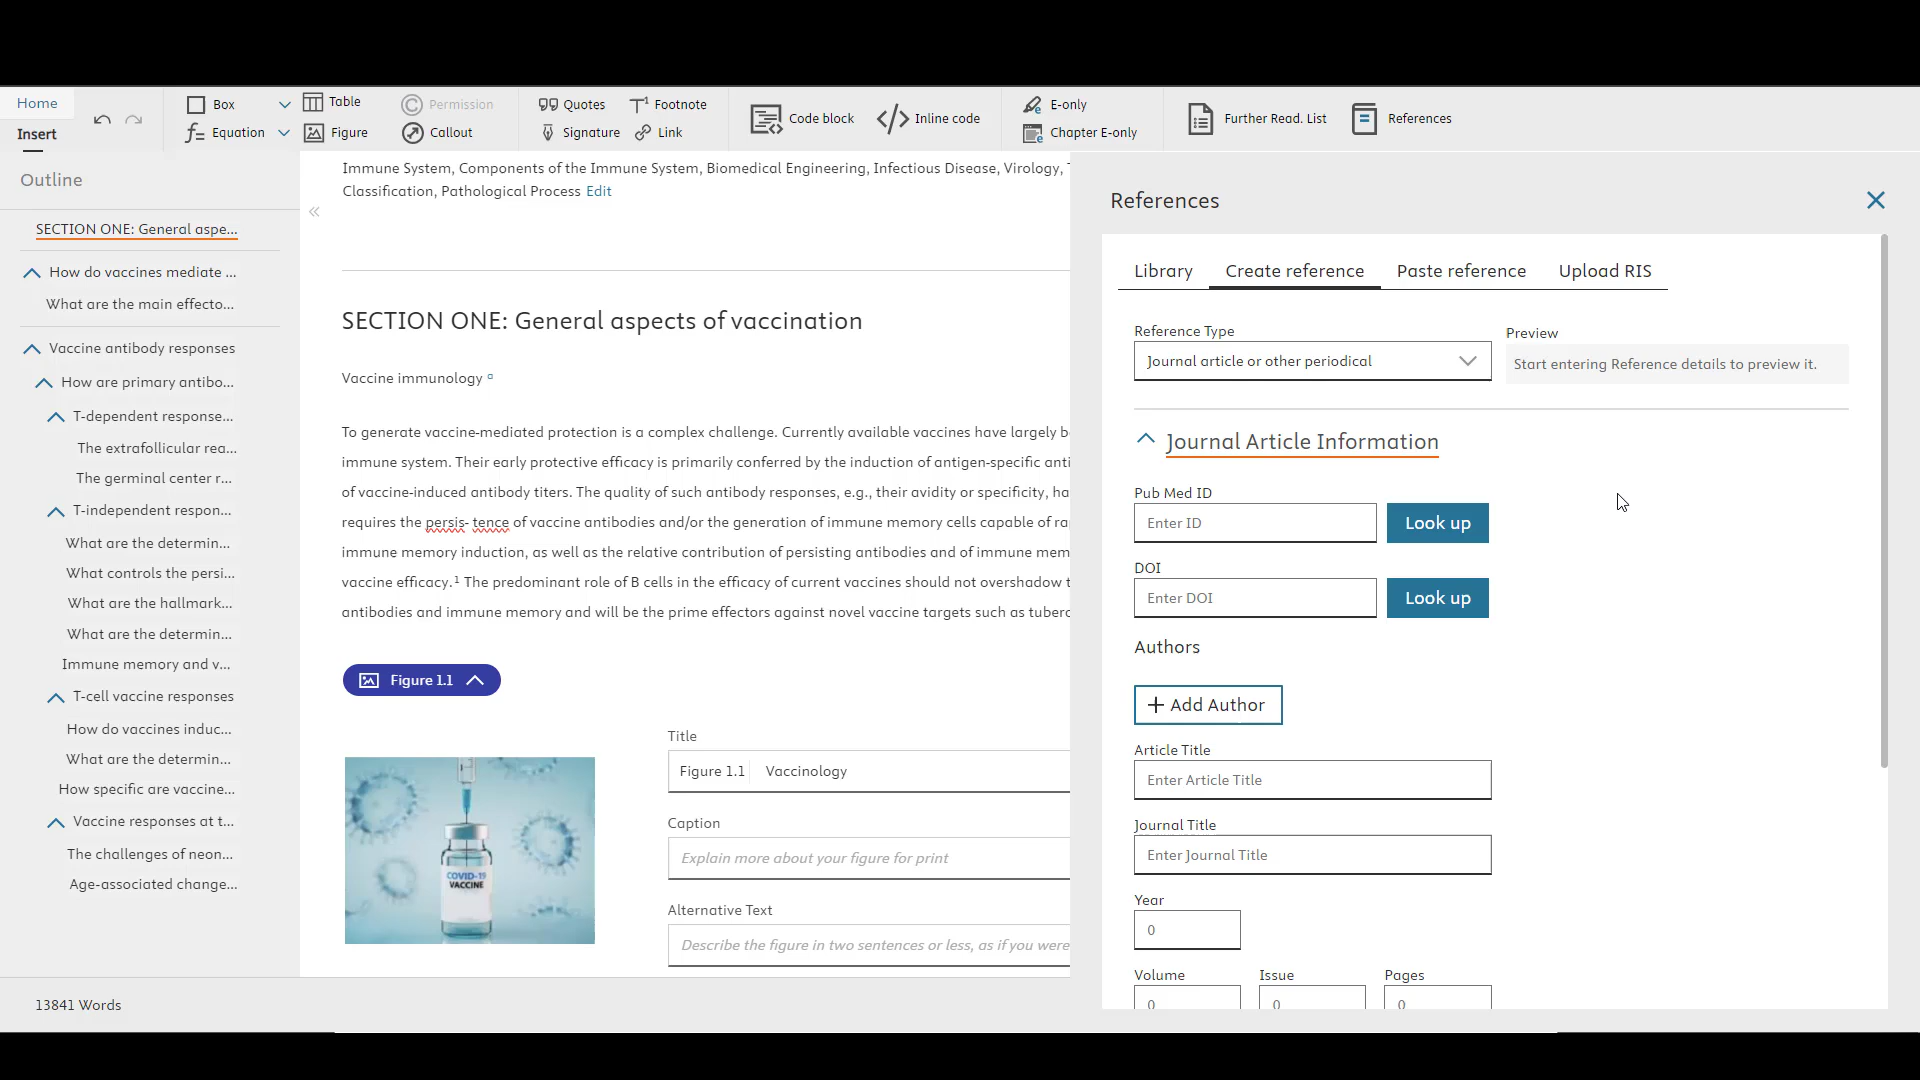 Home
Insert
Box
Equation
Table
Figure
Permission
Callout
Quotes
Signature
Footnote
Link
Code block
Inline code
E-only
Chapter E-only
Further Read. List
References
Outline
SECTION ONE: General aspe...
How do vaccines mediate ...
What are the main effecto...
Vaccine antibody responses
How are primary antibo...
T-dependent response...
The extrafollicular rea...
The germinal center r...
T-independent respon...
What are the determin...
What controls the persi...
What are the hallmark...
What are the determin...
Immune memory and v...
T-cell vaccine responses
How do vaccines induc...
What are the determin...
How specific are vaccine...
Vaccine responses at t...
The challenges of neon...
Age-associated change...
13841 Words
Immune System, Components of the Immune System, Biomedical Engineering, Infectious Disease, Virology,
Classification, Pathological Process Edit
SECTION ONE: General aspects of vaccination
Vaccine immunology
To generate vaccine-mediated protection is a complex challenge. Currently available vaccines have largely b
immune system. Their early protective efficacy is primarily conferred by the induction of antigen-specific anti
of vaccine-induced antibody titers. The quality of such antibody responses, e.g., their avidity or specificity, ha
requires the persis- tence of vaccine antibodies and/or the generation of immune memory cells capable of ra
immune memory induction, as well as the relative contribution of persisting antibodies and of immune mem
vaccine efficacy.¹ The predominant role of B cells in the efficacy of current vaccines should not overshadow t
antibodies and immune memory and will be the prime effectors against novel vaccine targets such as tuberc
Figure 1.1
COVID-19
VACCINE
Title
Figure 1.1 Vaccinology
Caption
Explain more about your figure for print
Alternative Text
Describe the figure in two sentences or less, as if you were
References
Library Create reference Paste reference Upload RIS
Reference Type
Journal article or other periodical
Preview
Start entering Reference details to preview it.
Journal Article Information
Pub Med ID
Enter ID Look up
DOI
Enter DOI Look up
Authors
+ Add Author
Article Title
Enter Article Title
Journal Title
Enter Journal Title
Year
0
Volume Issue Pages
0 0 0